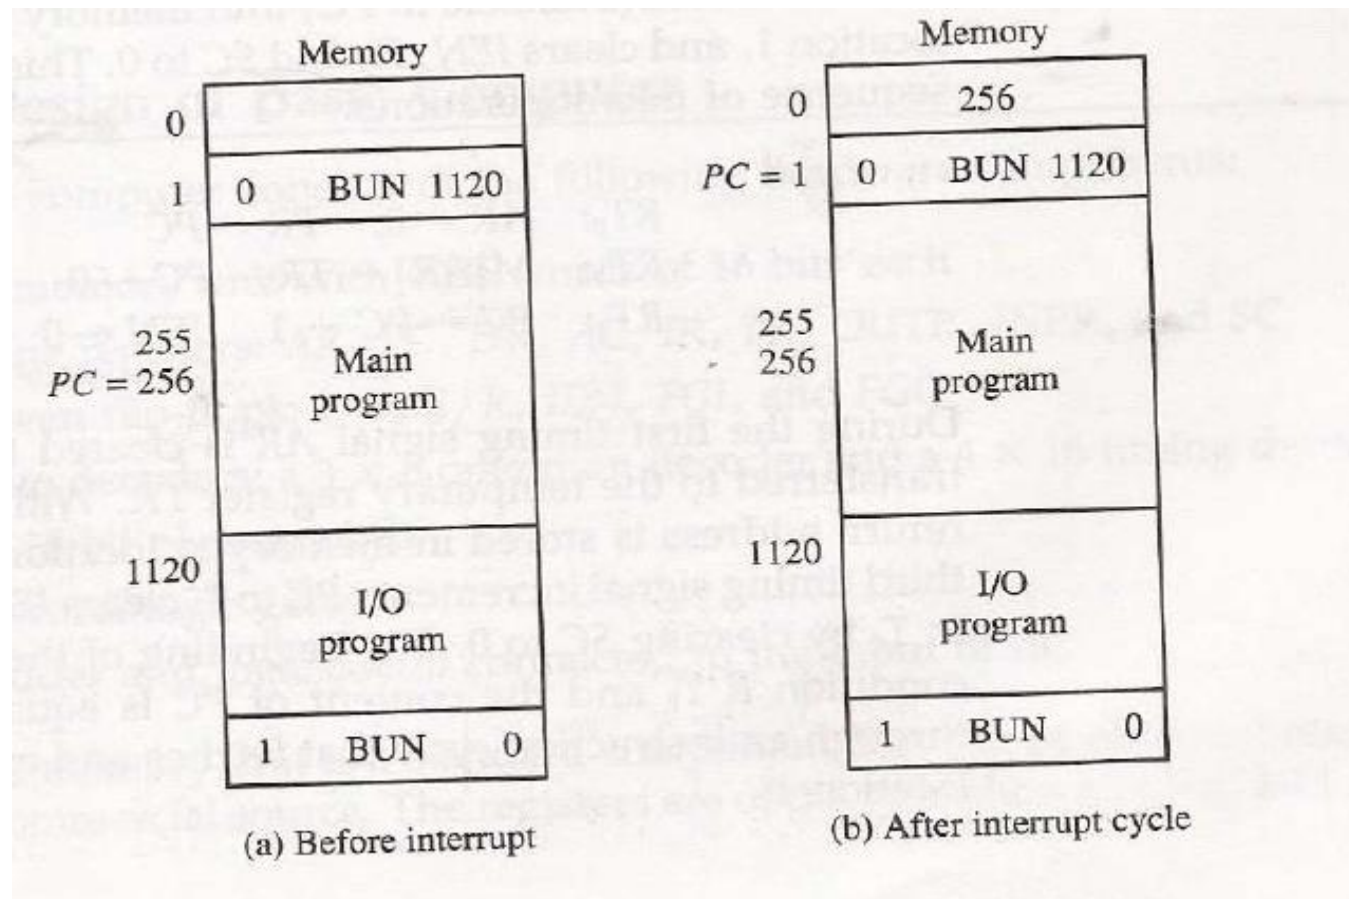 Memory
0
1 0 BUN 1120
255
PC = 256
Main
program
1120
I/O
program
1 BUN 0
(a) Before interrupt
Memory
0 256
PC = 1 0 BUN 1120
255
256
Main
program
1120
I/O
program
1 BUN 0
(b) After interrupt cycle